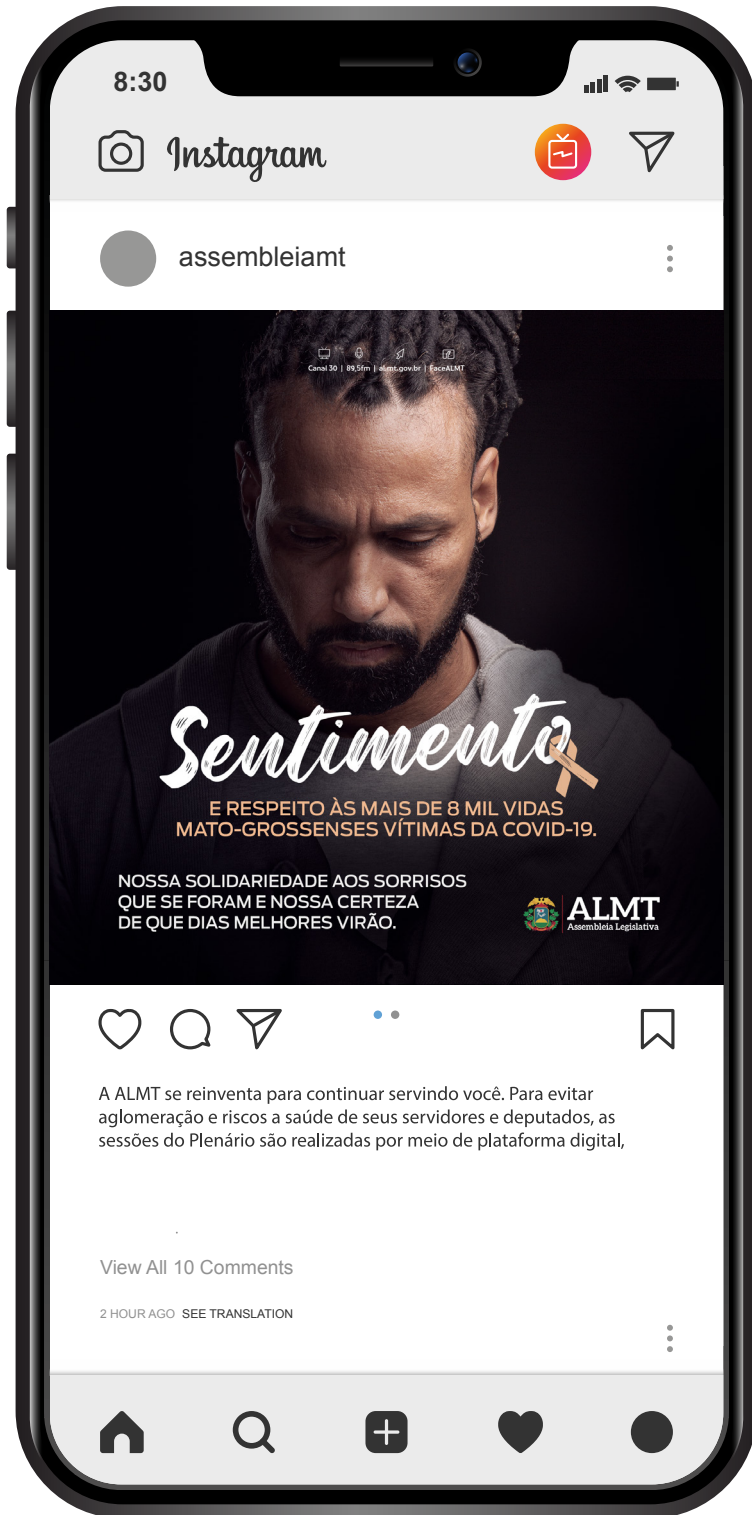 8:30
Instagram
assembleiamt
Canal 30 | 89,5fm | almt.gov.br | FaceALMT
Sentimento
E RESPEITO ÀS MAIS DE 8 MIL VIDAS
MATO-GROSSENSES VÍTIMAS DA COVID-19.
NOSSA SOLIDARIEDADE AOS SORRISOS
QUE SE FORAM E NOSSA CERTEZA
DE QUE DIAS MELHORES VIRÃO.
ALMT
Assembleia Legislativa
A ALMT se reinventa para continuar servindo você. Para evitar
aglomeração e riscos a saúde de seus servidores e deputados, as
sessões do Plenário são realizadas por meio de plataforma digital,
.
View All 10 Comments
2 HOUR AGO SEE TRANSLATION